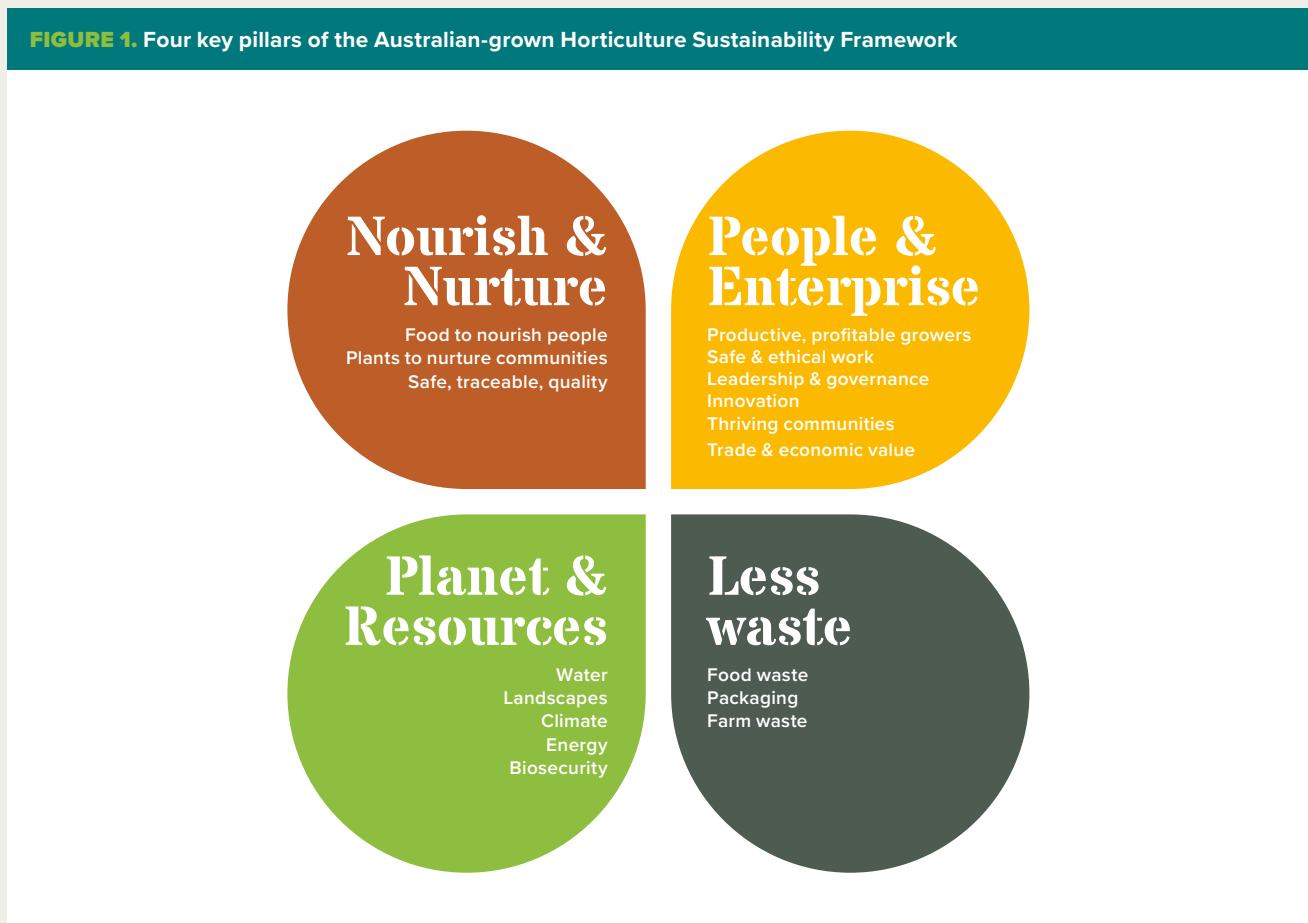 FIGURE 1. Four key pillars of the Australian-grown Horticulture Sustainability Framework
Nourish &
Nurture
Food to nourish people
Plants to nurture communities
Safe, traceable, quality
People &
Enterprise
Productive, profitable growers
Safe & ethical work
Leadership & governance
Innovation
Thriving communities
Trade & economic value
Planet &
Resources
Water
Landscapes
Climate
Energy
Biosecurity
Less
waste
Food waste
Packaging
Farm waste